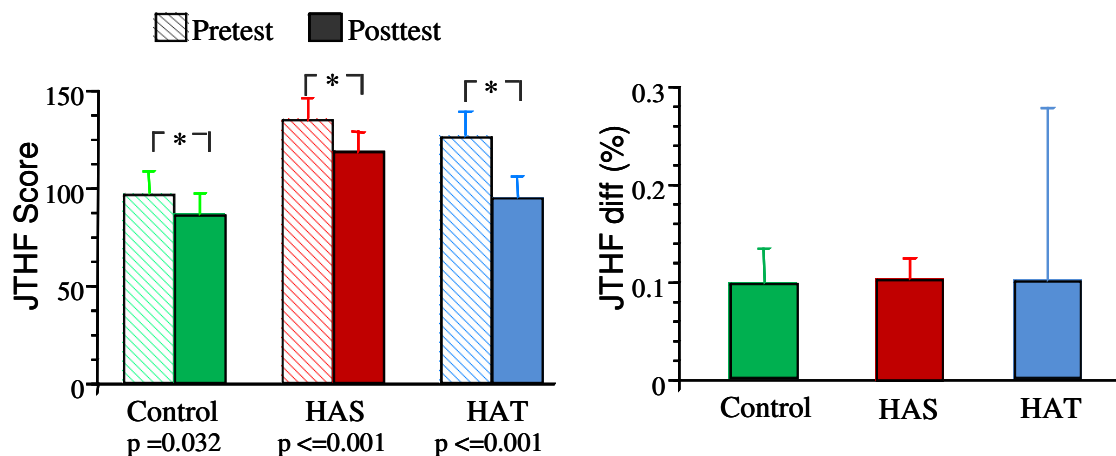 Pretest Posttest
JTHF Score
150
100
50
0
* * *
Control HAS HAT
p =0.032 p <=0.001 p <=0.001
JTHF diff (%)
0.3
0.2
0.1
0
Control HAS HAT